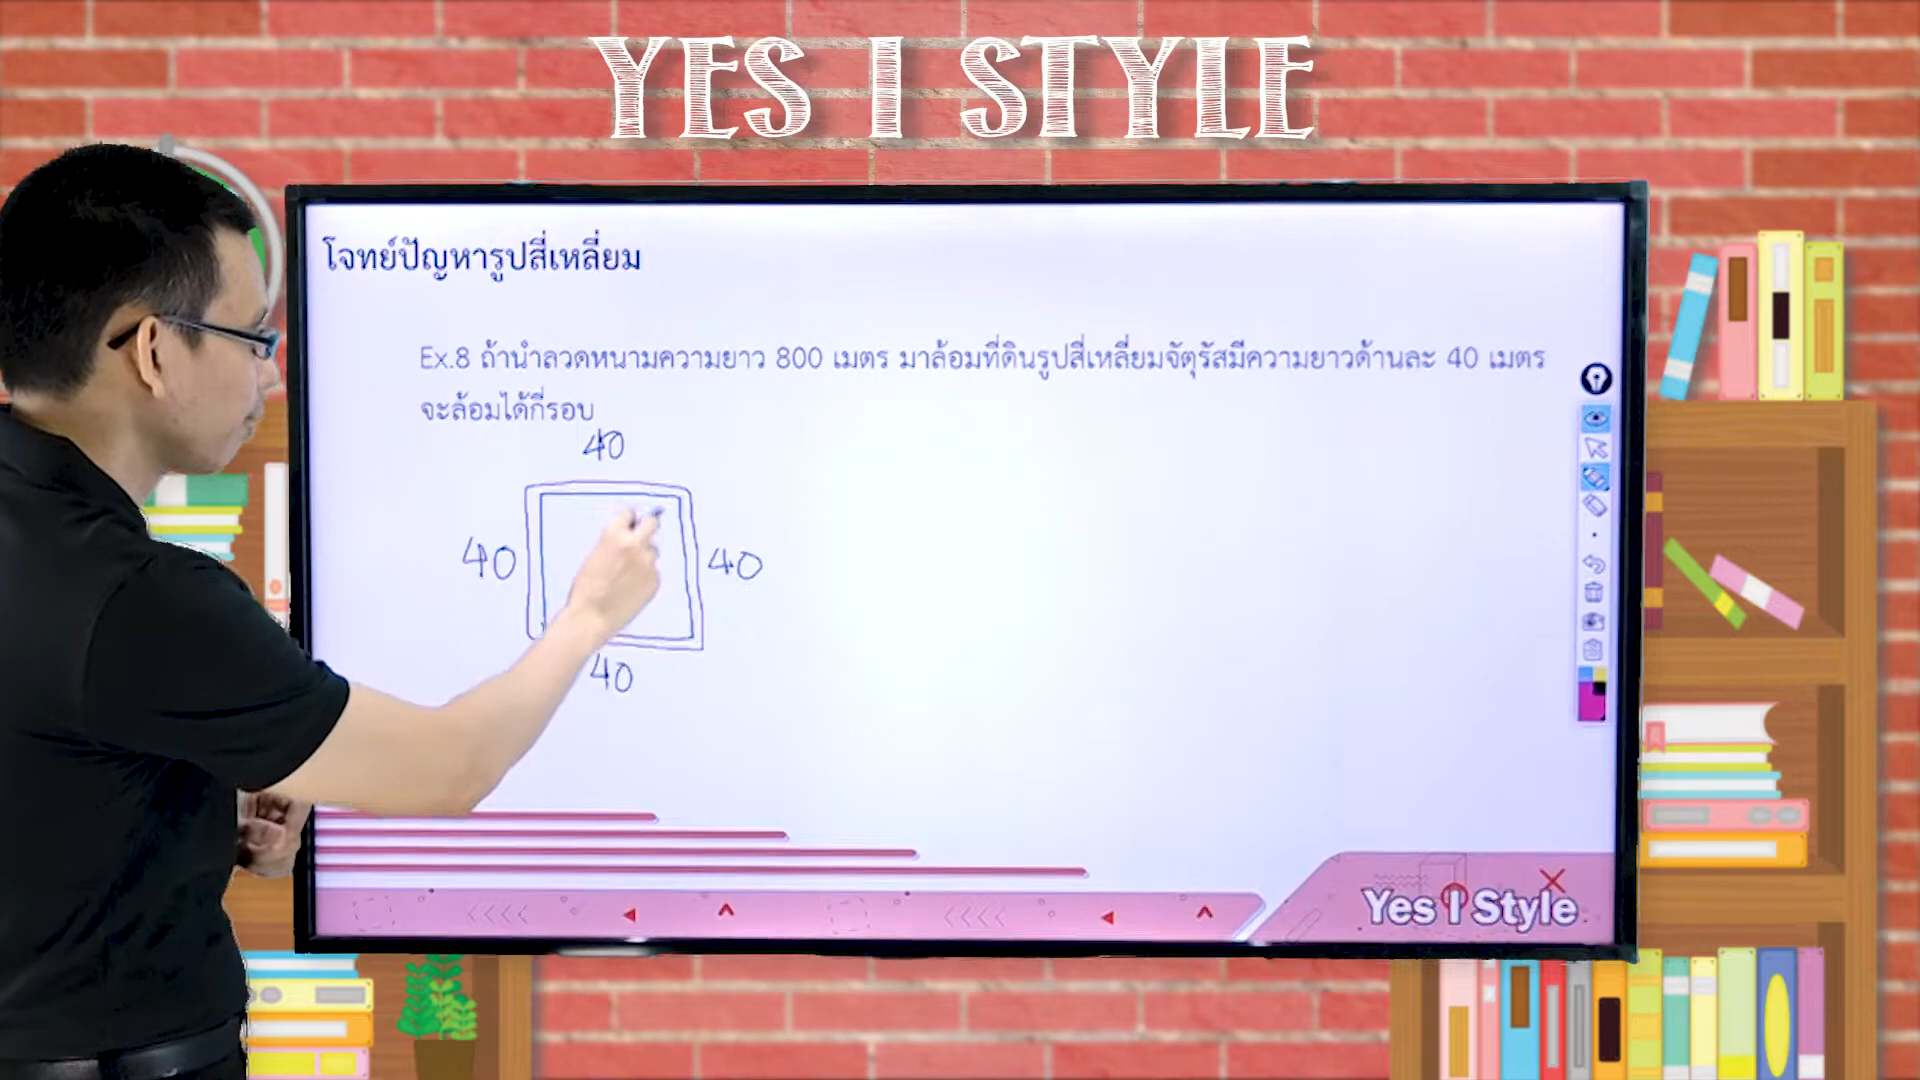 YES I STYLE
โจทย์ปัญหารูปสี่เหลี่ยม
Ex.8 ถ้านำลวดหนามความยาว 800 เมตร มาล้อมที่ดินรูปสี่เหลี่ยมจัตุรัสมีความยาวด้านละ 40 เมตร
จะล้อมได้กี่รอบ
40
40
40
40
Yes I Style